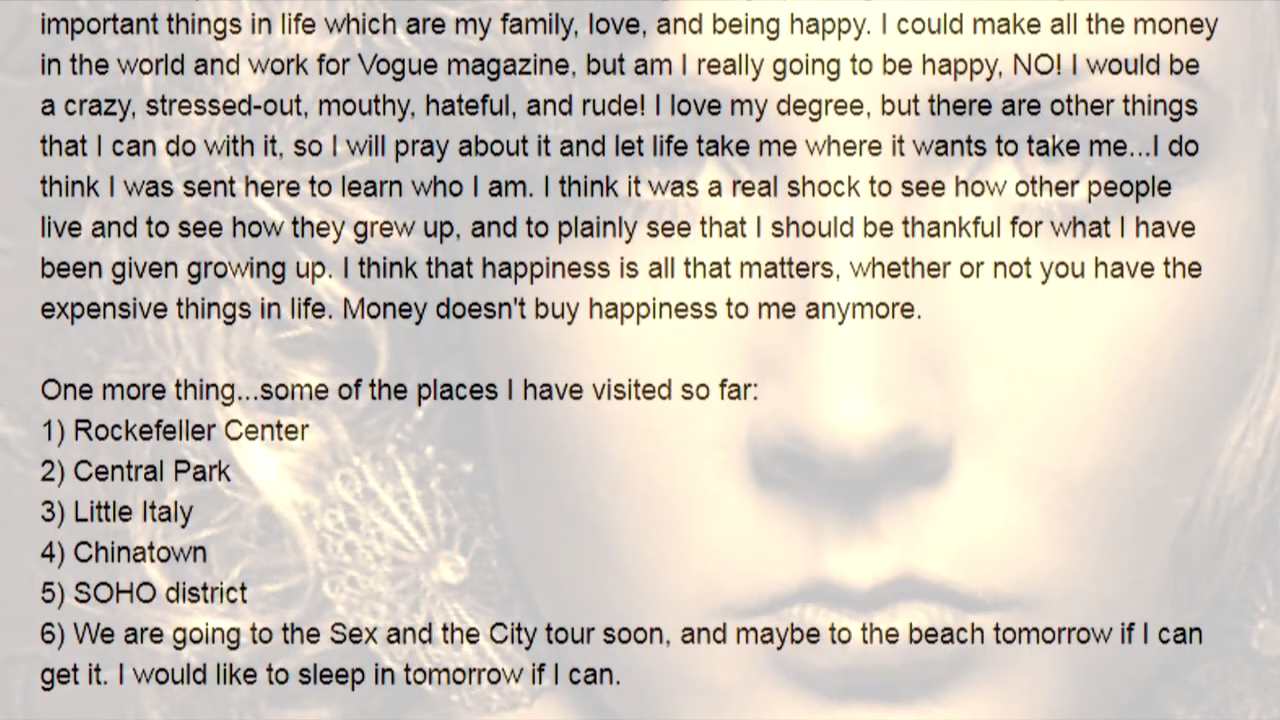 important things in life which are my family, love, and being happy. I could make all the money
in the world and work for Vogue magazine, but am I really going to be happy, NO! I would be
a crazy, stressed-out, mouthy, hateful, and rude! I love my degree, but there are other things
that I can do with it, so I will pray about it and let life take me where it wants to take me...I do
think I was sent here to learn who I am. I think it was a real shock to see how other people
live and to see how they grew up, and to plainly see that I should be thankful for what I have
been given growing up. I think that happiness is all that matters, whether or not you have the
expensive things in life. Money doesn't buy happiness to me anymore.
One more thing...some of the places I have visited so far:
1) Rockefeller Center
2) Central Park
3) Little Italy
4) Chinatown
5) SOHO district
6) We are going to the Sex and the City tour soon, and maybe to the beach tomorrow if I can
get it. I would like to sleep in tomorrow if I can.